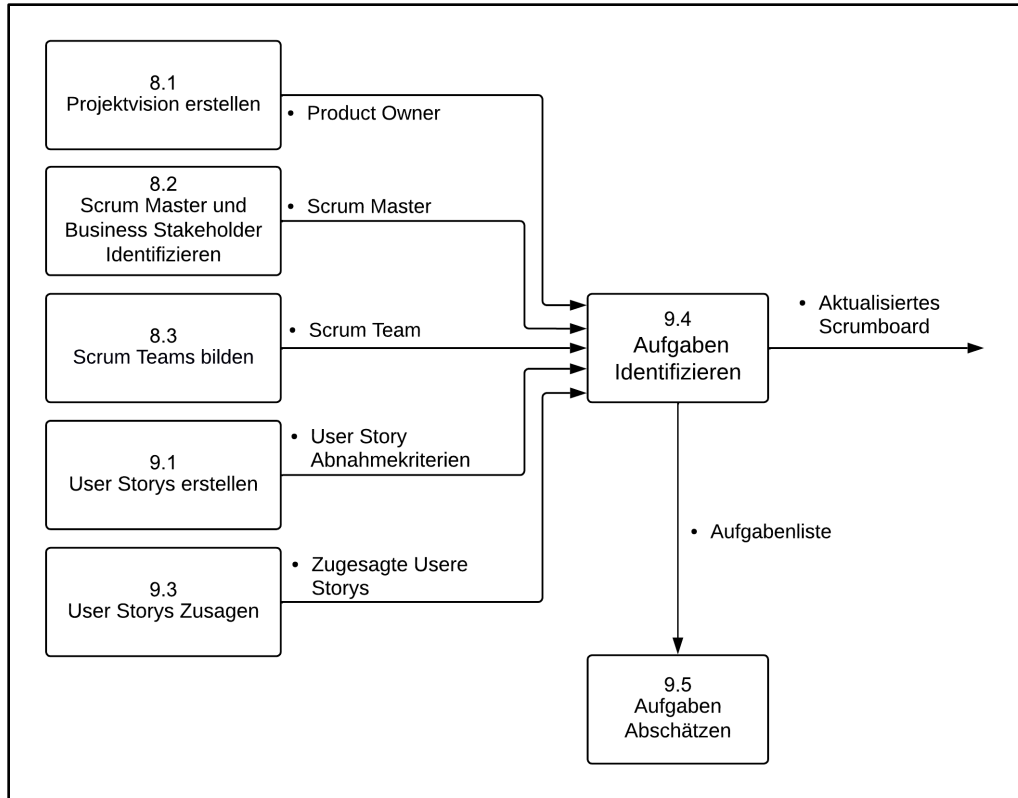 8.1
Projektvision erstellen
• Product Owner
8.2
Scrum Master und
Business Stakeholder
Identifizieren
• Scrum Master
8.3
Scrum Teams bilden
• Scrum Team
9.1
User Storys erstellen
• User Story
Abnahmekriterien
9.3
User Storys Zusagen
• Zugesagte Usere
Storys
9.4
Aufgaben
Identifizieren
• Aktualisiertes
Scrumboard
• Aufgabenliste
9.5
Aufgaben
Abschätzen